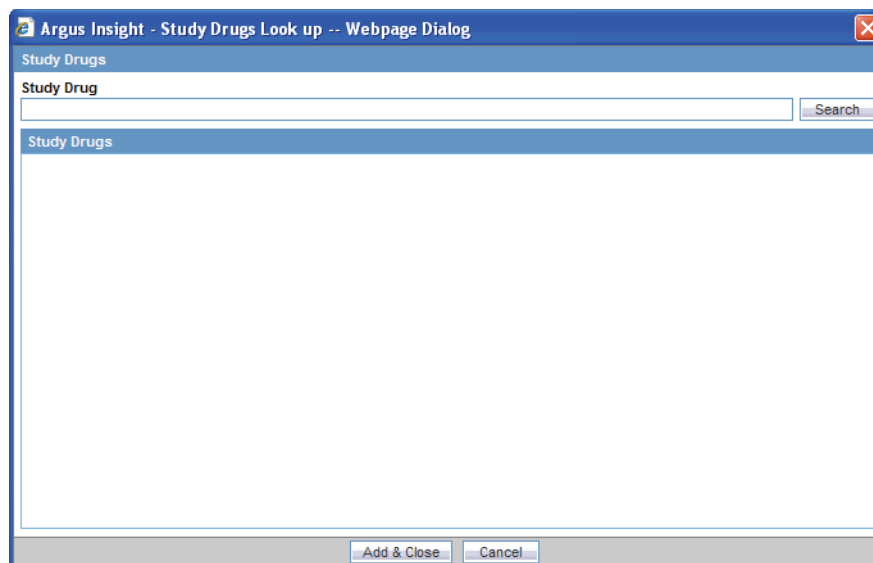 Argus Insight - Study Drugs Look up -- Webpage Dialog
Study Drugs
Study Drug
Search
Study Drugs
Add & Close Cancel